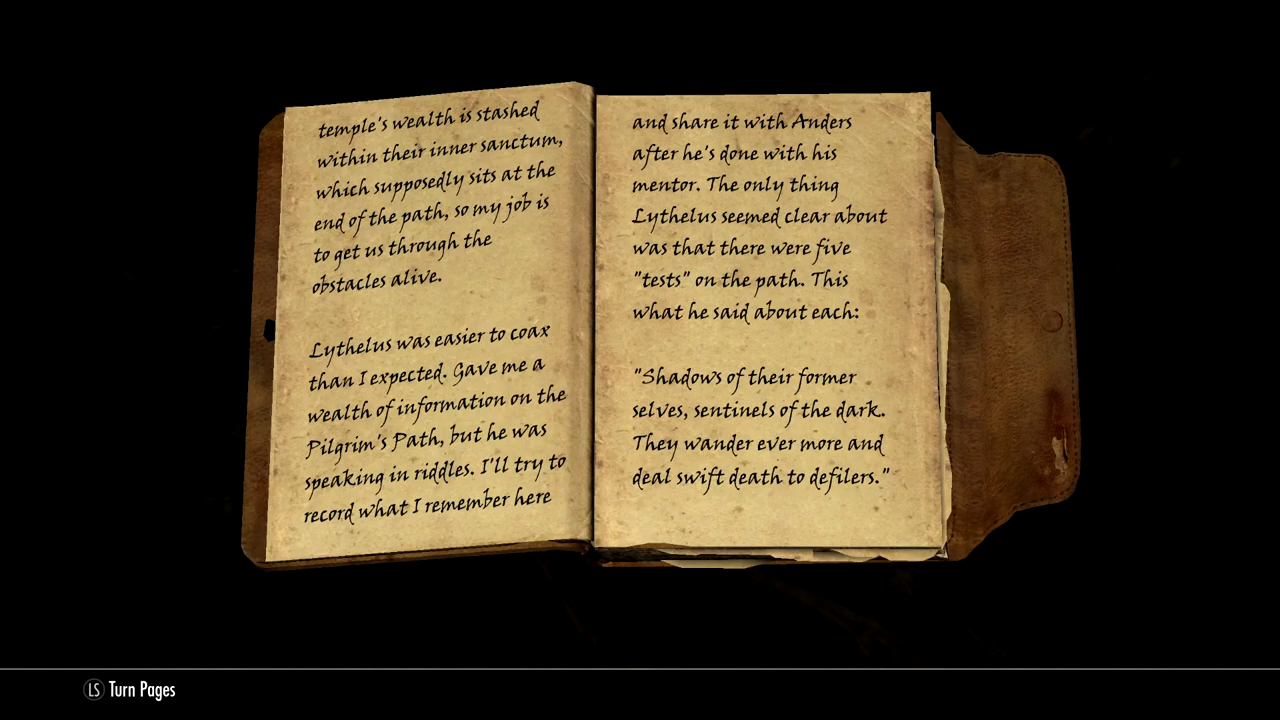 temple's wealth is stashed
within their inner sanctum,
which supposedly sits at the
end of the path, so my job is
to get us through the
obstacles alive.
Lythelus was easier to coax
than I expected. Gave me a
wealth of information on the
Pilgrim's Path, but he was
speaking in riddles. I'll try to
record what I remember here
and share it with Anders
after he's done with his
mentor. The only thing
Lythelus seemed clear about
was that there were five
"tests" on the path. This
what he said about each:
"Shadows of their former
selves, sentinels of the dark.
They wander ever more and
deal swift death to defilers."
LS Turn Pages